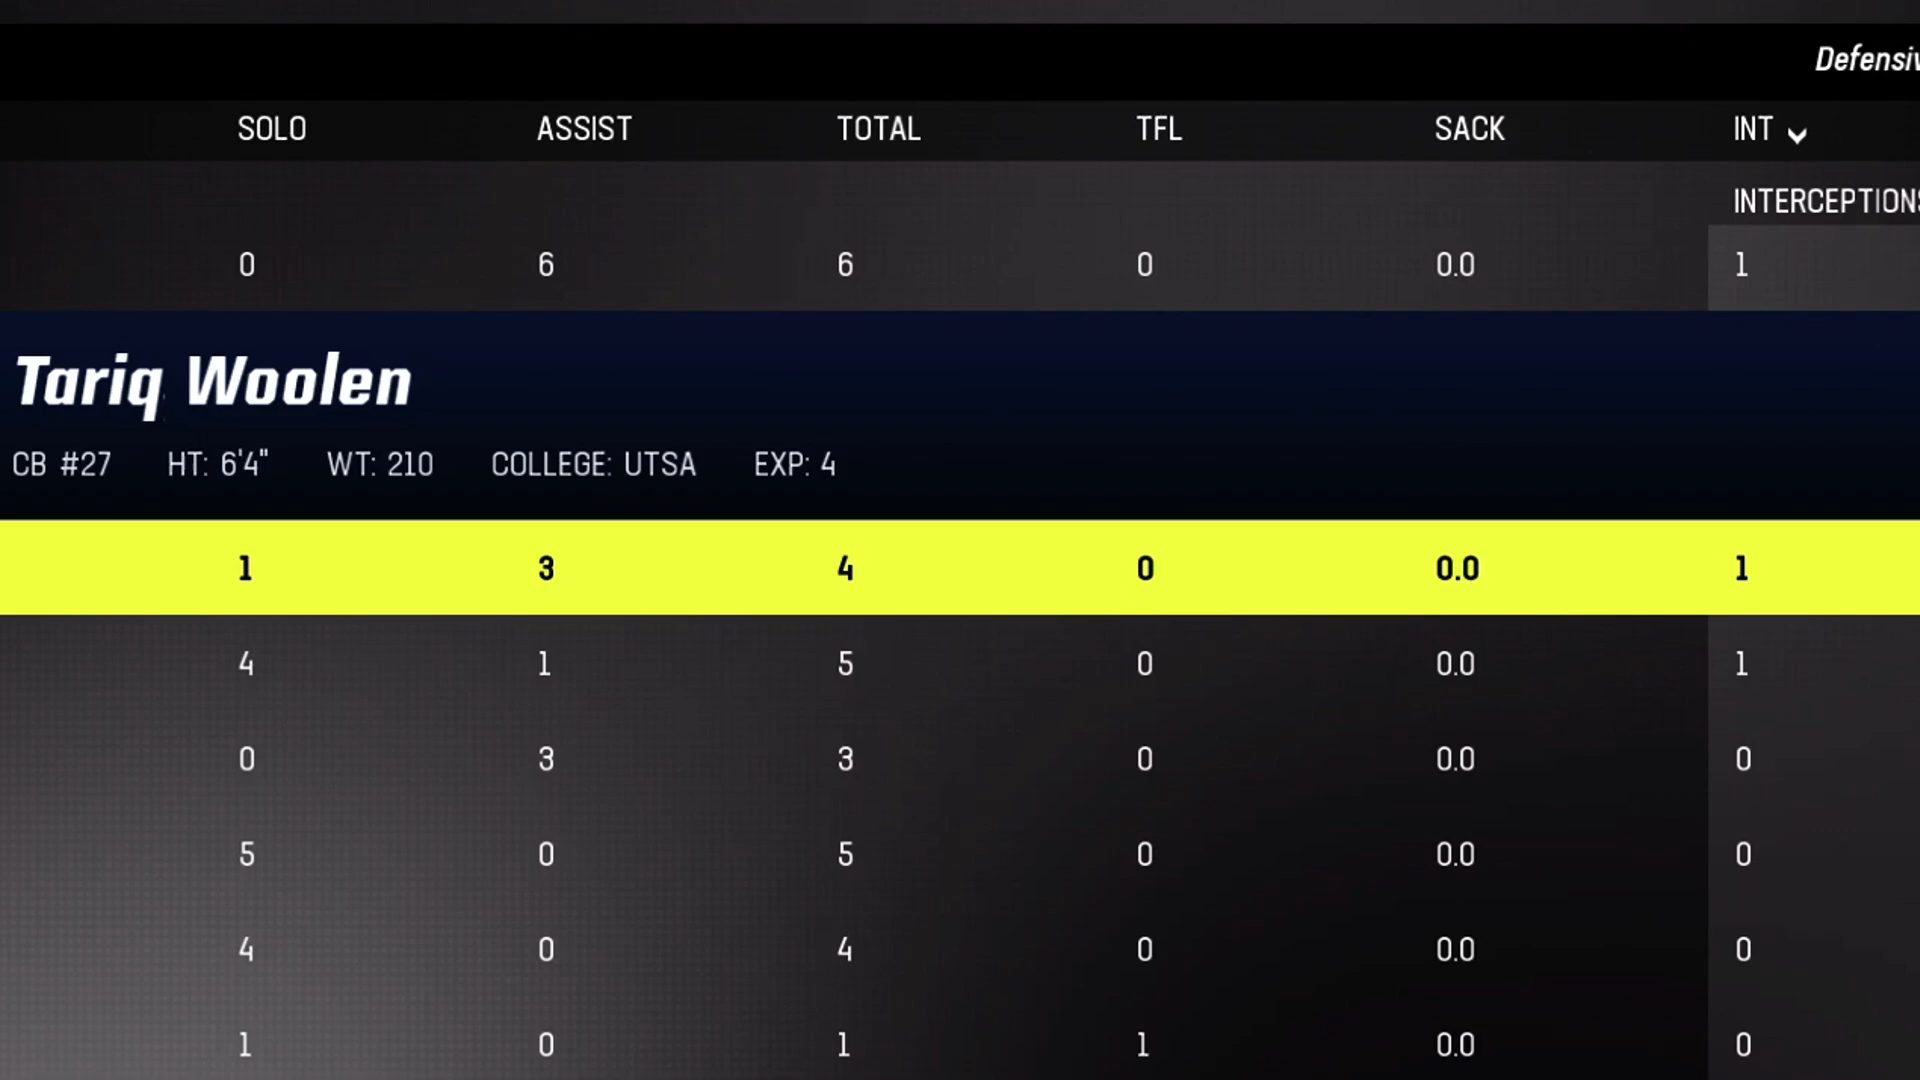 Defensiv
SOLO ASSIST TOTAL TFL SACK INT
INTERCEPTIONS
0 6 6 0 0.0 1
Tariq Woolen
CB #27 HT: 6'4" WT: 210 COLLEGE: UTSA EXP: 4
1 3 4 0 0.0 1
4 1 5 0 0.0 1
0 3 3 0 0.0 0
5 0 5 0 0.0 0
4 0 4 0 0.0 0
1 0 1 1 0.0 0